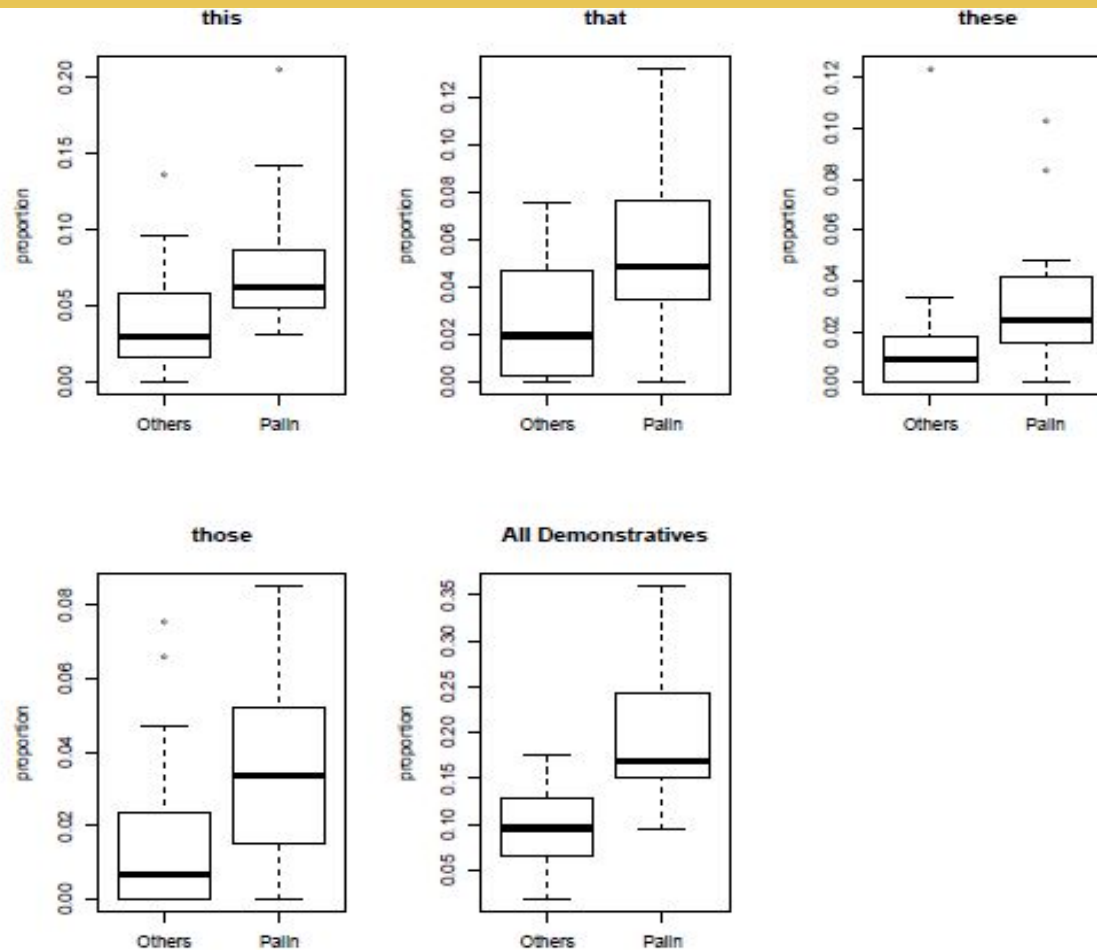 this
that
these
proportion
0.00 0.05 0.10 0.15 0.20
Others Palin
proportion
0.00 0.02 0.04 0.06 0.08 0.10 0.12
Others Palin
proportion
0.00 0.02 0.04 0.06 0.08 0.10 0.12
Others Palin
those
All Demonstratives
proportion
0.00 0.02 0.04 0.06 0.08
Others Palin
proportion
0.05 0.10 0.15 0.20 0.25 0.30 0.35
Others Palin